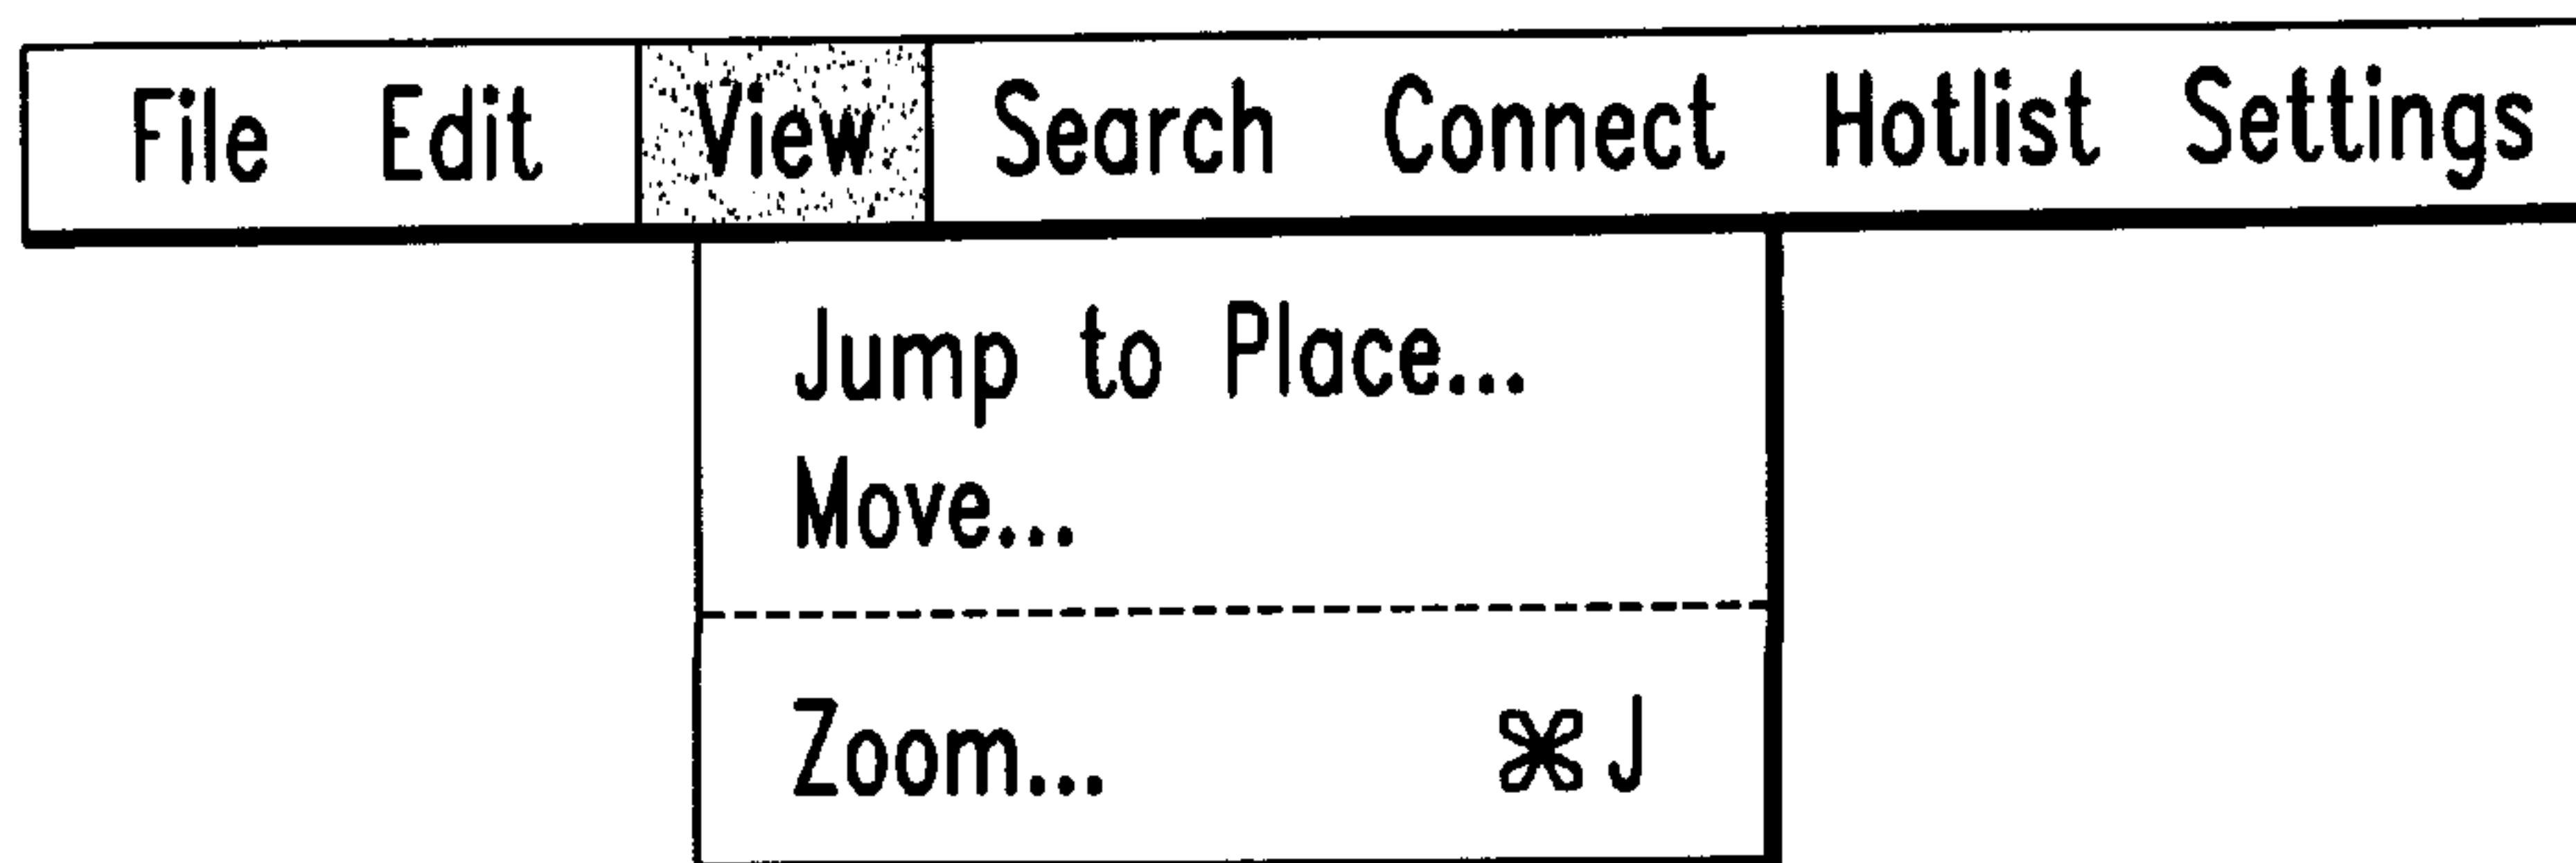 File Edit View Search Connect Hotlist Settings
Jump to Place...
Move...
Zoom... ⌘J